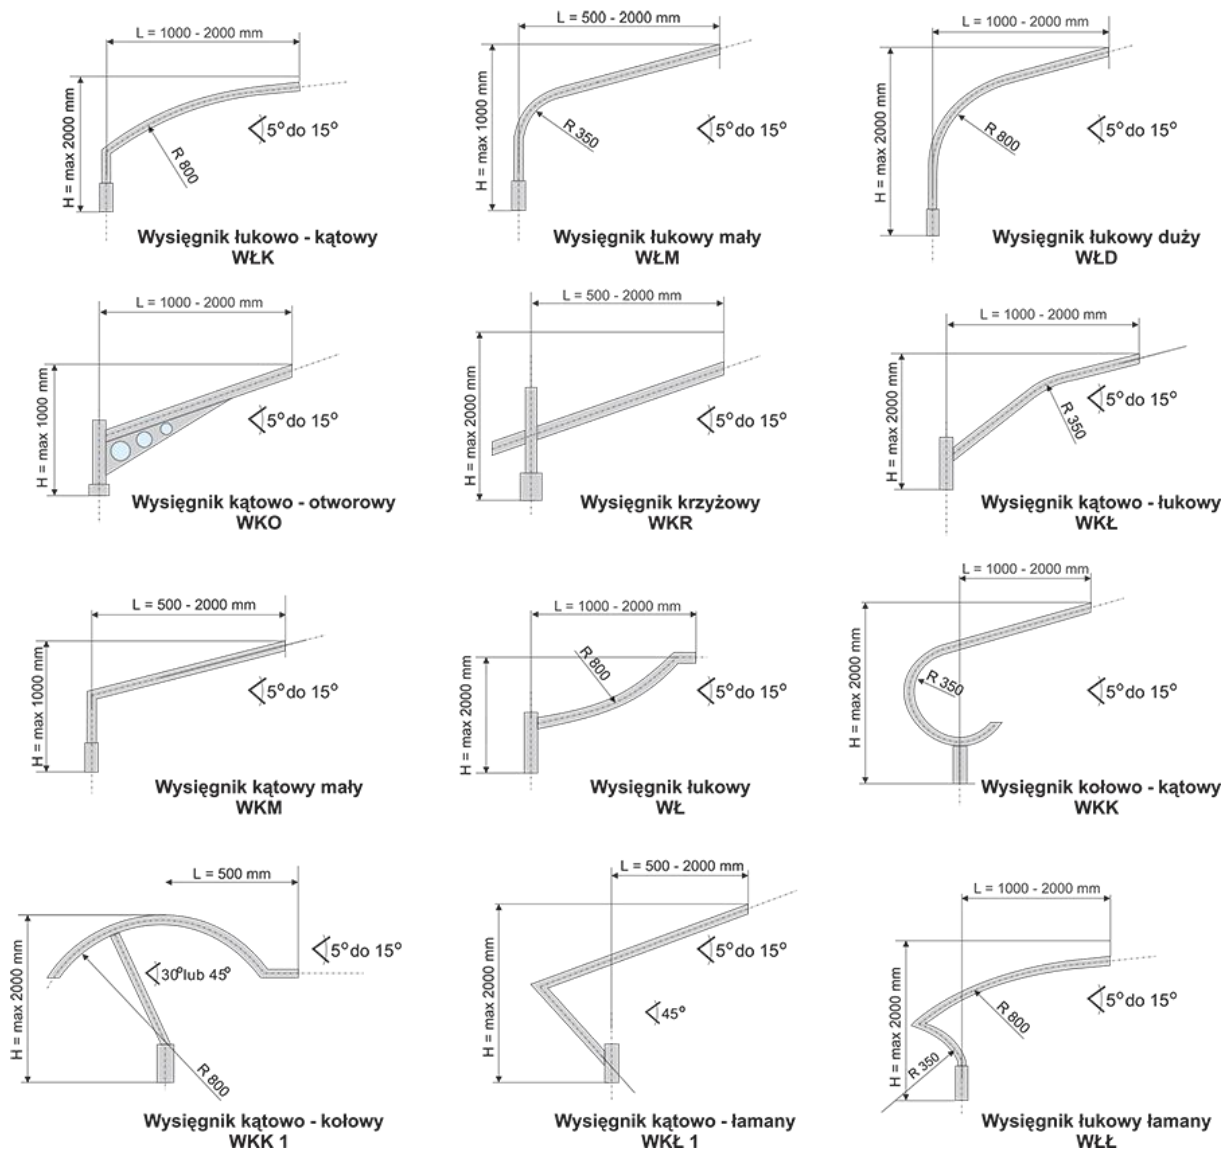 L = 1000 - 2000 mm
H = max 2000 mm
R 800
5° do 15°
Wysięgnik łukowo - kątowy
WŁK
L = 500 - 2000 mm
H = max 1000 mm
R 350
5° do 15°
Wysięgnik łukowy mały
WŁM
L = 1000 - 2000 mm
H = max 2000 mm
R 800
5° do 15°
Wysięgnik łukowy duży
WŁD
L = 1000 - 2000 mm
H = max 1000 mm
5° do 15°
Wysięgnik kątowo - otworowy
WKO
L = 500 - 2000 mm
H = max 2000 mm
5° do 15°
Wysięgnik krzyżowy
WKR
L = 1000 - 2000 mm
H = max 2000 mm
R 350
5° do 15°
Wysięgnik kątowo - łukowy
WKŁ
L = 500 - 2000 mm
H = max 1000 mm
5° do 15°
Wysięgnik kątowy mały
WKM
L = 1000 - 2000 mm
H = max 2000 mm
R 800
5° do 15°
Wysięgnik łukowy
WŁ
L = 1000 - 2000 mm
H = max 2000 mm
R 350
5° do 15°
Wysięgnik kołowo - kątowy
WKK
L = 500 mm
H = max 2000 mm
5° do 15°
30° lub 45°
R 800
Wysięgnik kątowo - kołowy
WKK 1
L = 500 - 2000 mm
H = max 2000 mm
5° do 15°
45°
Wysięgnik kątowo - łamany
WKŁ 1
L = 1000 - 2000 mm
H = max 2000 mm
5° do 15°
R 800
R 350
Wysięgnik łukowy łamany
WŁŁ